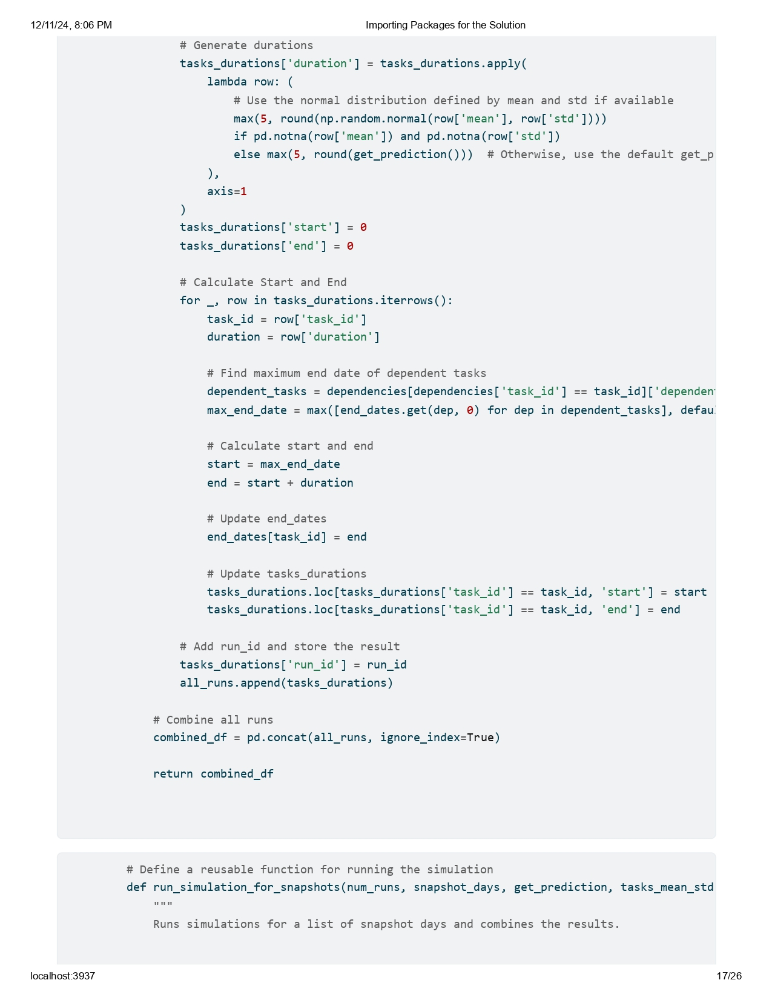 12/11/24, 8:06 PM Importing Packages for the Solution
# Generate durations
tasks_durations['duration'] = tasks_durations.apply(
lambda row: (
# Use the normal distribution defined by mean and std if available
max(5, round(np.random.normal(row['mean'], row['std'])))
if pd.notna(row['mean']) and pd.notna(row['std'])
else max(5, round(get_prediction())) # Otherwise, use the default get_p
),
axis=1
)
tasks_durations['start'] = 0
tasks_durations['end'] = 0
# Calculate Start and End
for _, row in tasks_durations.iterrows():
task_id = row['task_id']
duration = row['duration']
# Find maximum end date of dependent tasks
dependent_tasks = dependencies[dependencies['task_id'] == task_id]['dependent
max_end_date = max([end_dates.get(dep, 0) for dep in dependent_tasks], defau
# Calculate start and end
start = max_end_date
end = start + duration
# Update end_dates
end_dates[task_id] = end
# Update tasks_durations
tasks_durations.loc[tasks_durations['task_id'] == task_id, 'start'] = start
tasks_durations.loc[tasks_durations['task_id'] == task_id, 'end'] = end
# Add run_id and store the result
tasks_durations['run_id'] = run_id
all_runs.append(tasks_durations)
# Combine all runs
combined_df = pd.concat(all_runs, ignore_index=True)
return combined_df
# Define a reusable function for running the simulation
def run_simulation_for_snapshots(num_runs, snapshot_days, get_prediction, tasks_mean_std
"""
Runs simulations for a list of snapshot days and combines the results.
localhost:3937 17/26